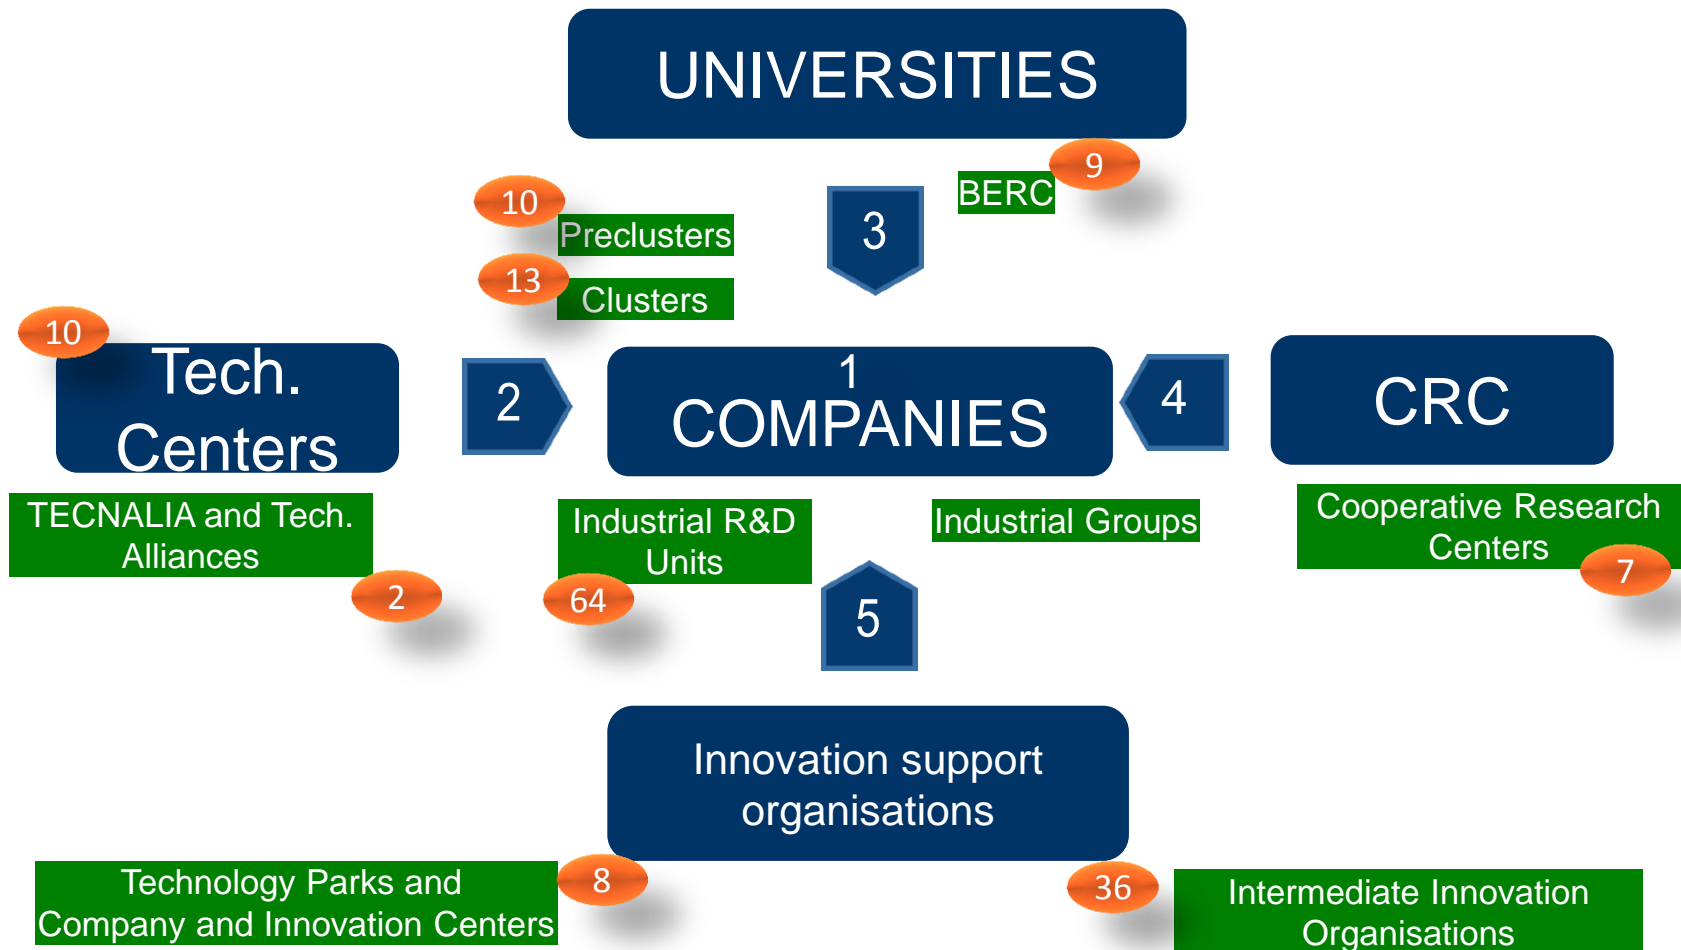 UNIVERSITIES
9
BERC
10
Preclusters
3
13
Clusters
10
Tech.
Centers
2
1
COMPANIES
4
CRC
TECNALIA and Tech.
Alliances
2
Industrial R&D
Units
64
Industrial Groups
Cooperative Research
Centers
7
5
Innovation support
organisations
Technology Parks and
Company and Innovation Centers
8
36
Intermediate Innovation
Organisations